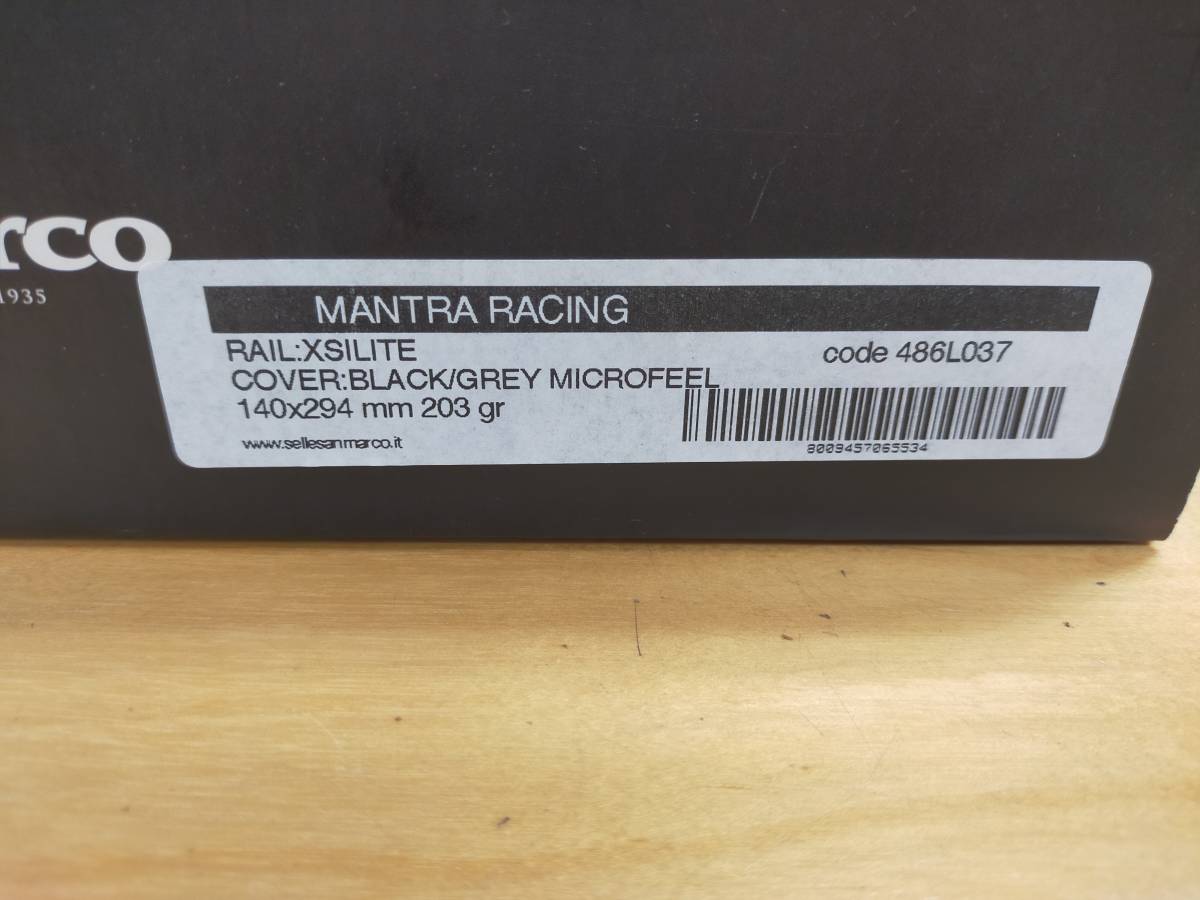 rco
1935
MANTRA RACING
RAIL:XSILITE
code 486L037
COVER:BLACK/GREY MICROFEEL
140x294 mm 203 gr
www.sellesanmarco.it
8009457065534